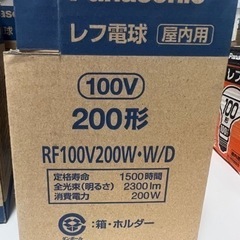 Panasonic
レフ電球 屋内用
100V
200形
RF100V200W・W/D
定格寿命 1500時間
全光束(明るさ) 2300 lm
消費電力 200W
:箱・ホルダー
100